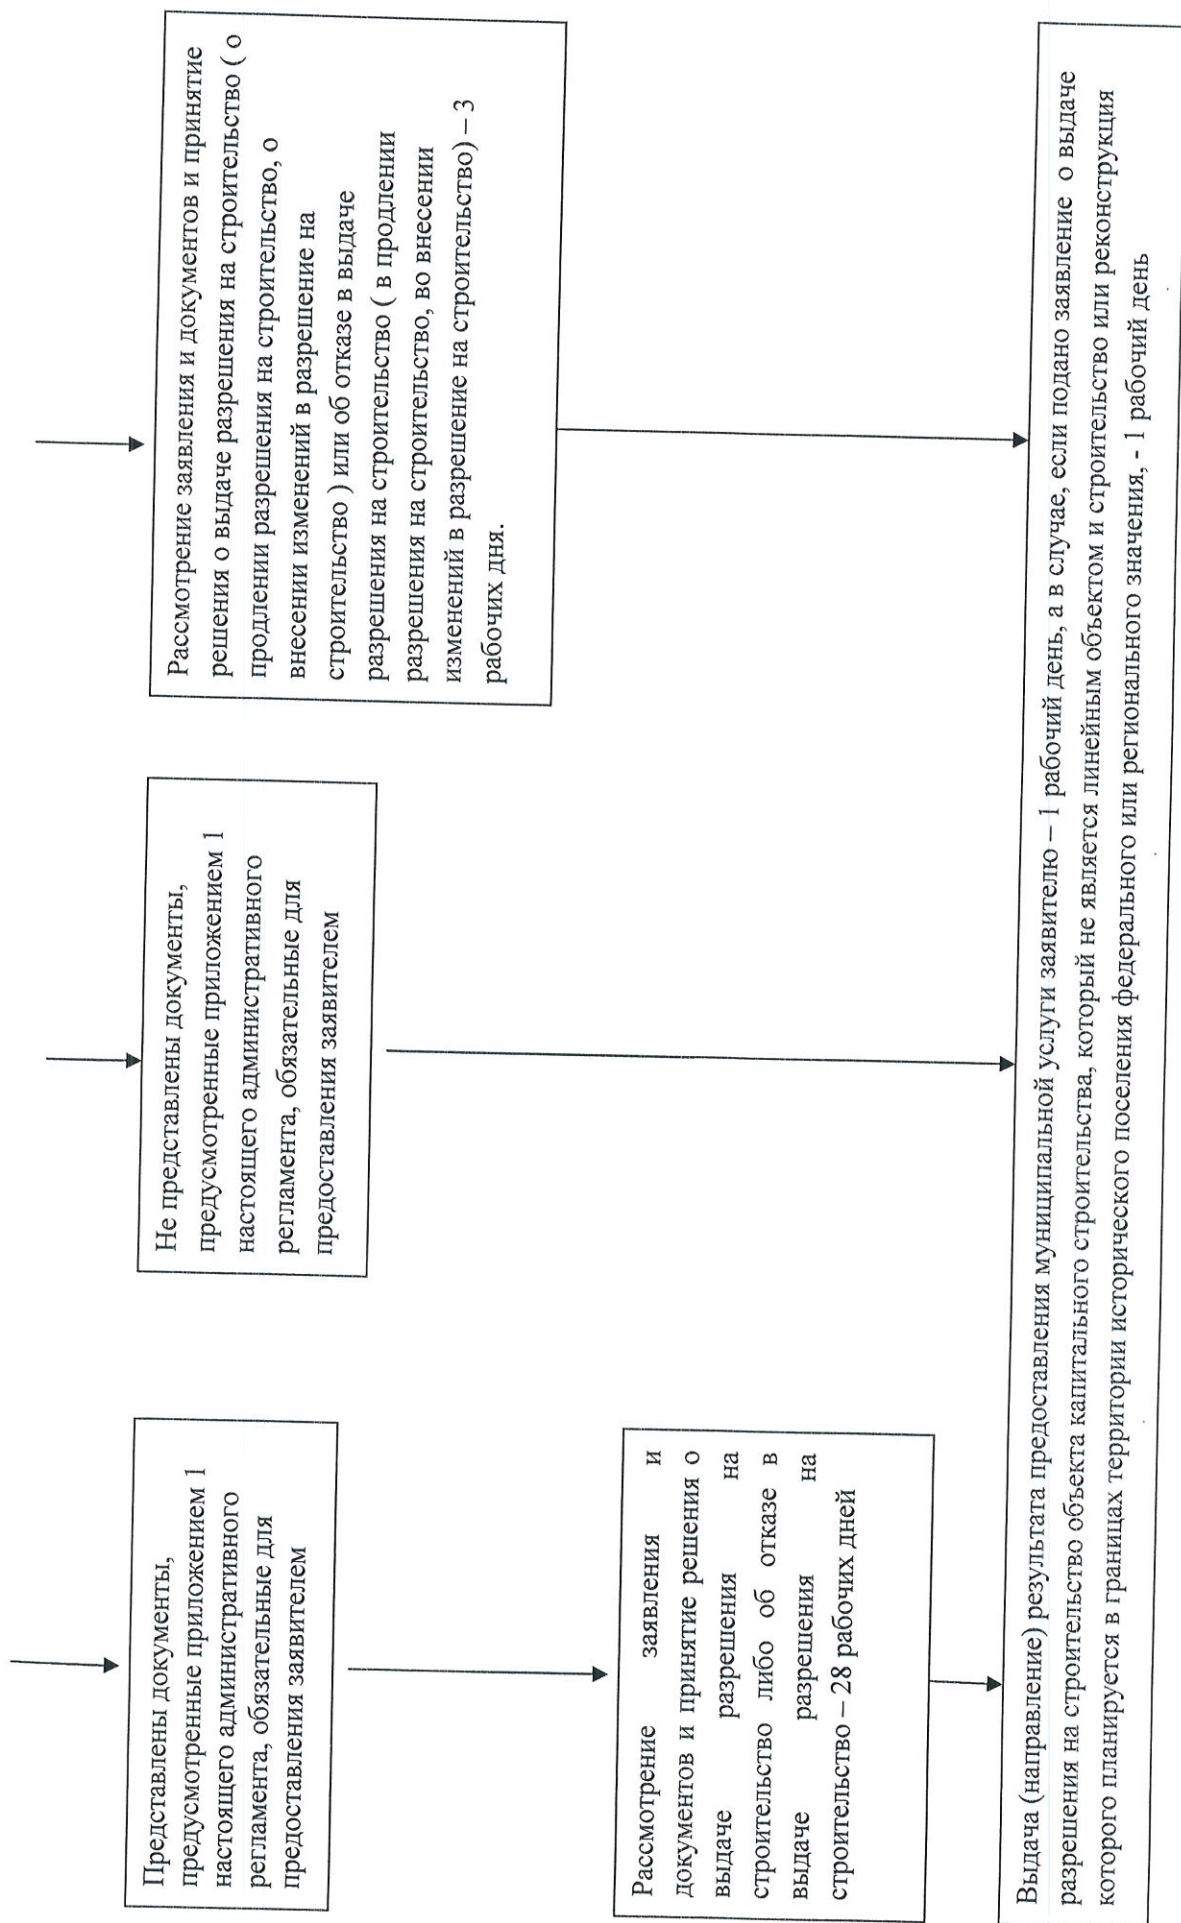 Представлены документы,
предусмотренные приложением 1
настоящего административного
регламента, обязательные для
предоставления заявителем
Не представлены документы,
предусмотренные приложением 1
настоящего административного
регламента, обязательные для
предоставления заявителем
Рассмотрение заявления и документов и принятие
решения о выдаче разрешения на строительство ( о
продлении разрешения на строительство, о
внесении изменений в разрешение на
строительство ) или об отказе в выдаче
разрешения на строительство ( в продлении
разрешения на строительство, во внесении
изменений в разрешение на строительство) – 3
рабочих дня.
Рассмотрение заявления и
документов и принятие решения о
выдаче разрешения на
строительство либо об отказе в
выдаче разрешения на
строительство – 28 рабочих дней
Выдача (направление) результата предоставления муниципальной услуги заявителю – 1 рабочий день, а в случае, если подано заявление о выдаче
разрешения на строительство объекта капитального строительства, который не является линейным объектом и строительство или реконструкция
которого планируется в границах территории исторического поселения федерального или регионального значения, - 1 рабочий день